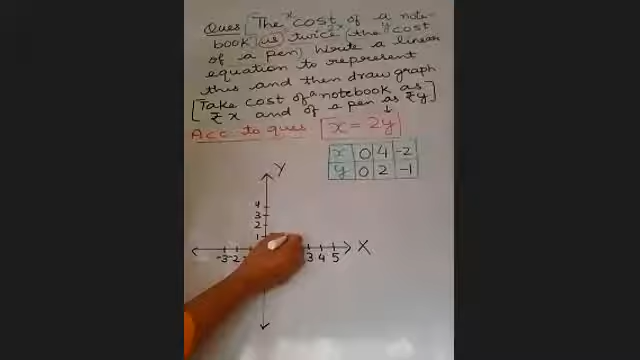 Ques [The x cost of a note-
book) is twice 2x (the y cost
of a pen) Write a linear
equation to represent
this and then draw graph
[Take cost of a notebook as
₹ x and of a pen as ₹y]
Acc to ques x = 2y
x 0 4 -2
y 0 2 -1
Y
4
3
2
1
-3 -2 3 4 5 X